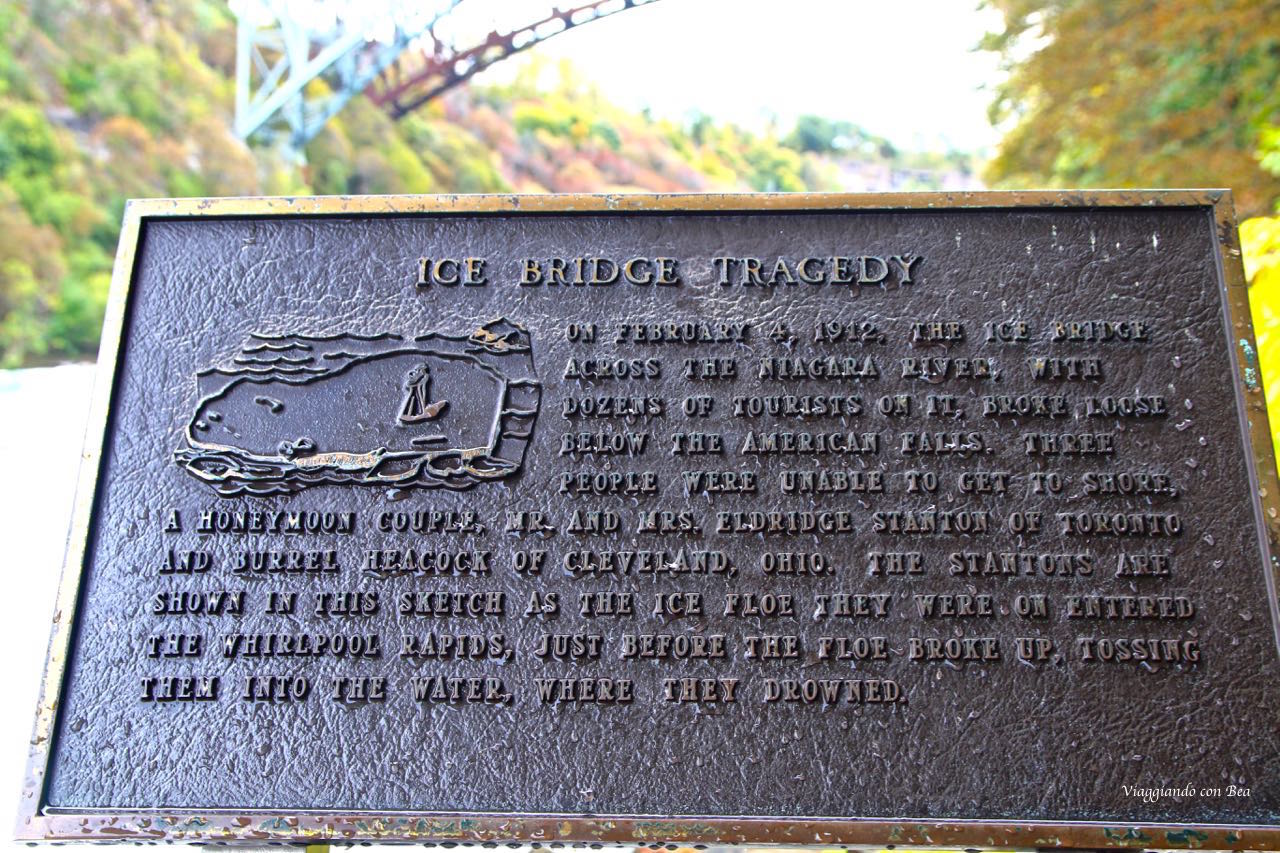 ICE BRIDGE TRAGEDY
ON FEBRUARY 4, 1912, THE ICE BRIDGE
ACROSS THE NIAGARA RIVER, WITH
DOZENS OF TOURISTS ON IT, BROKE LOOSE
BELOW THE AMERICAN FALLS. THREE
PEOPLE WERE UNABLE TO GET TO SHORE,
A HONEYMOON COUPLE, MR. AND MRS. ELDRIDGE STANTON OF TORONTO
AND BURREL HEACOCK OF CLEVELAND, OHIO. THE STANTONS ARE
SHOWN IN THIS SKETCH AS THE ICE FLOE THEY WERE ON ENTERED
THE WHIRLPOOL RAPIDS, JUST BEFORE THE FLOE BROKE UP, TOSSING
THEM INTO THE WATER, WHERE THEY DROWNED.
Viaggiando con Bea